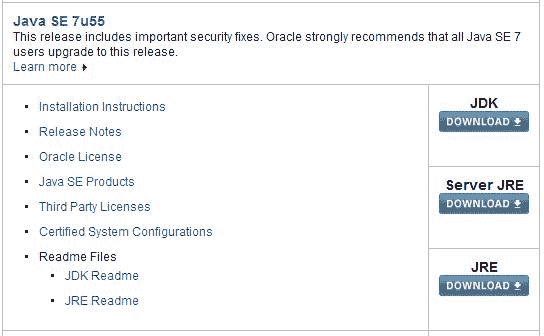 Java SE 7u55
This release includes important security fixes. Oracle strongly recommends that all Java SE 7
users upgrade to this release.
Learn more
Installation Instructions
Release Notes
Oracle License
Java SE Products
Third Party Licenses
Certified System Configurations
Readme Files
JDK Readme
JRE Readme
JDK
DOWNLOAD
Server JRE
DOWNLOAD
JRE
DOWNLOAD